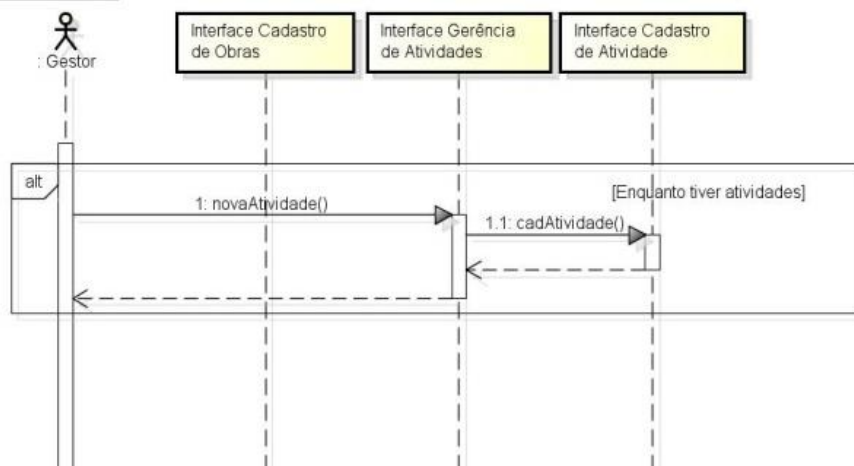 Interface Cadastro
de Obras
Interface Gerência
de Atividades
Interface Cadastro
de Atividade
: Gestor
alt
[Enquanto tiver atividades]
1: novaAtividade()
1.1: cadAtividade()